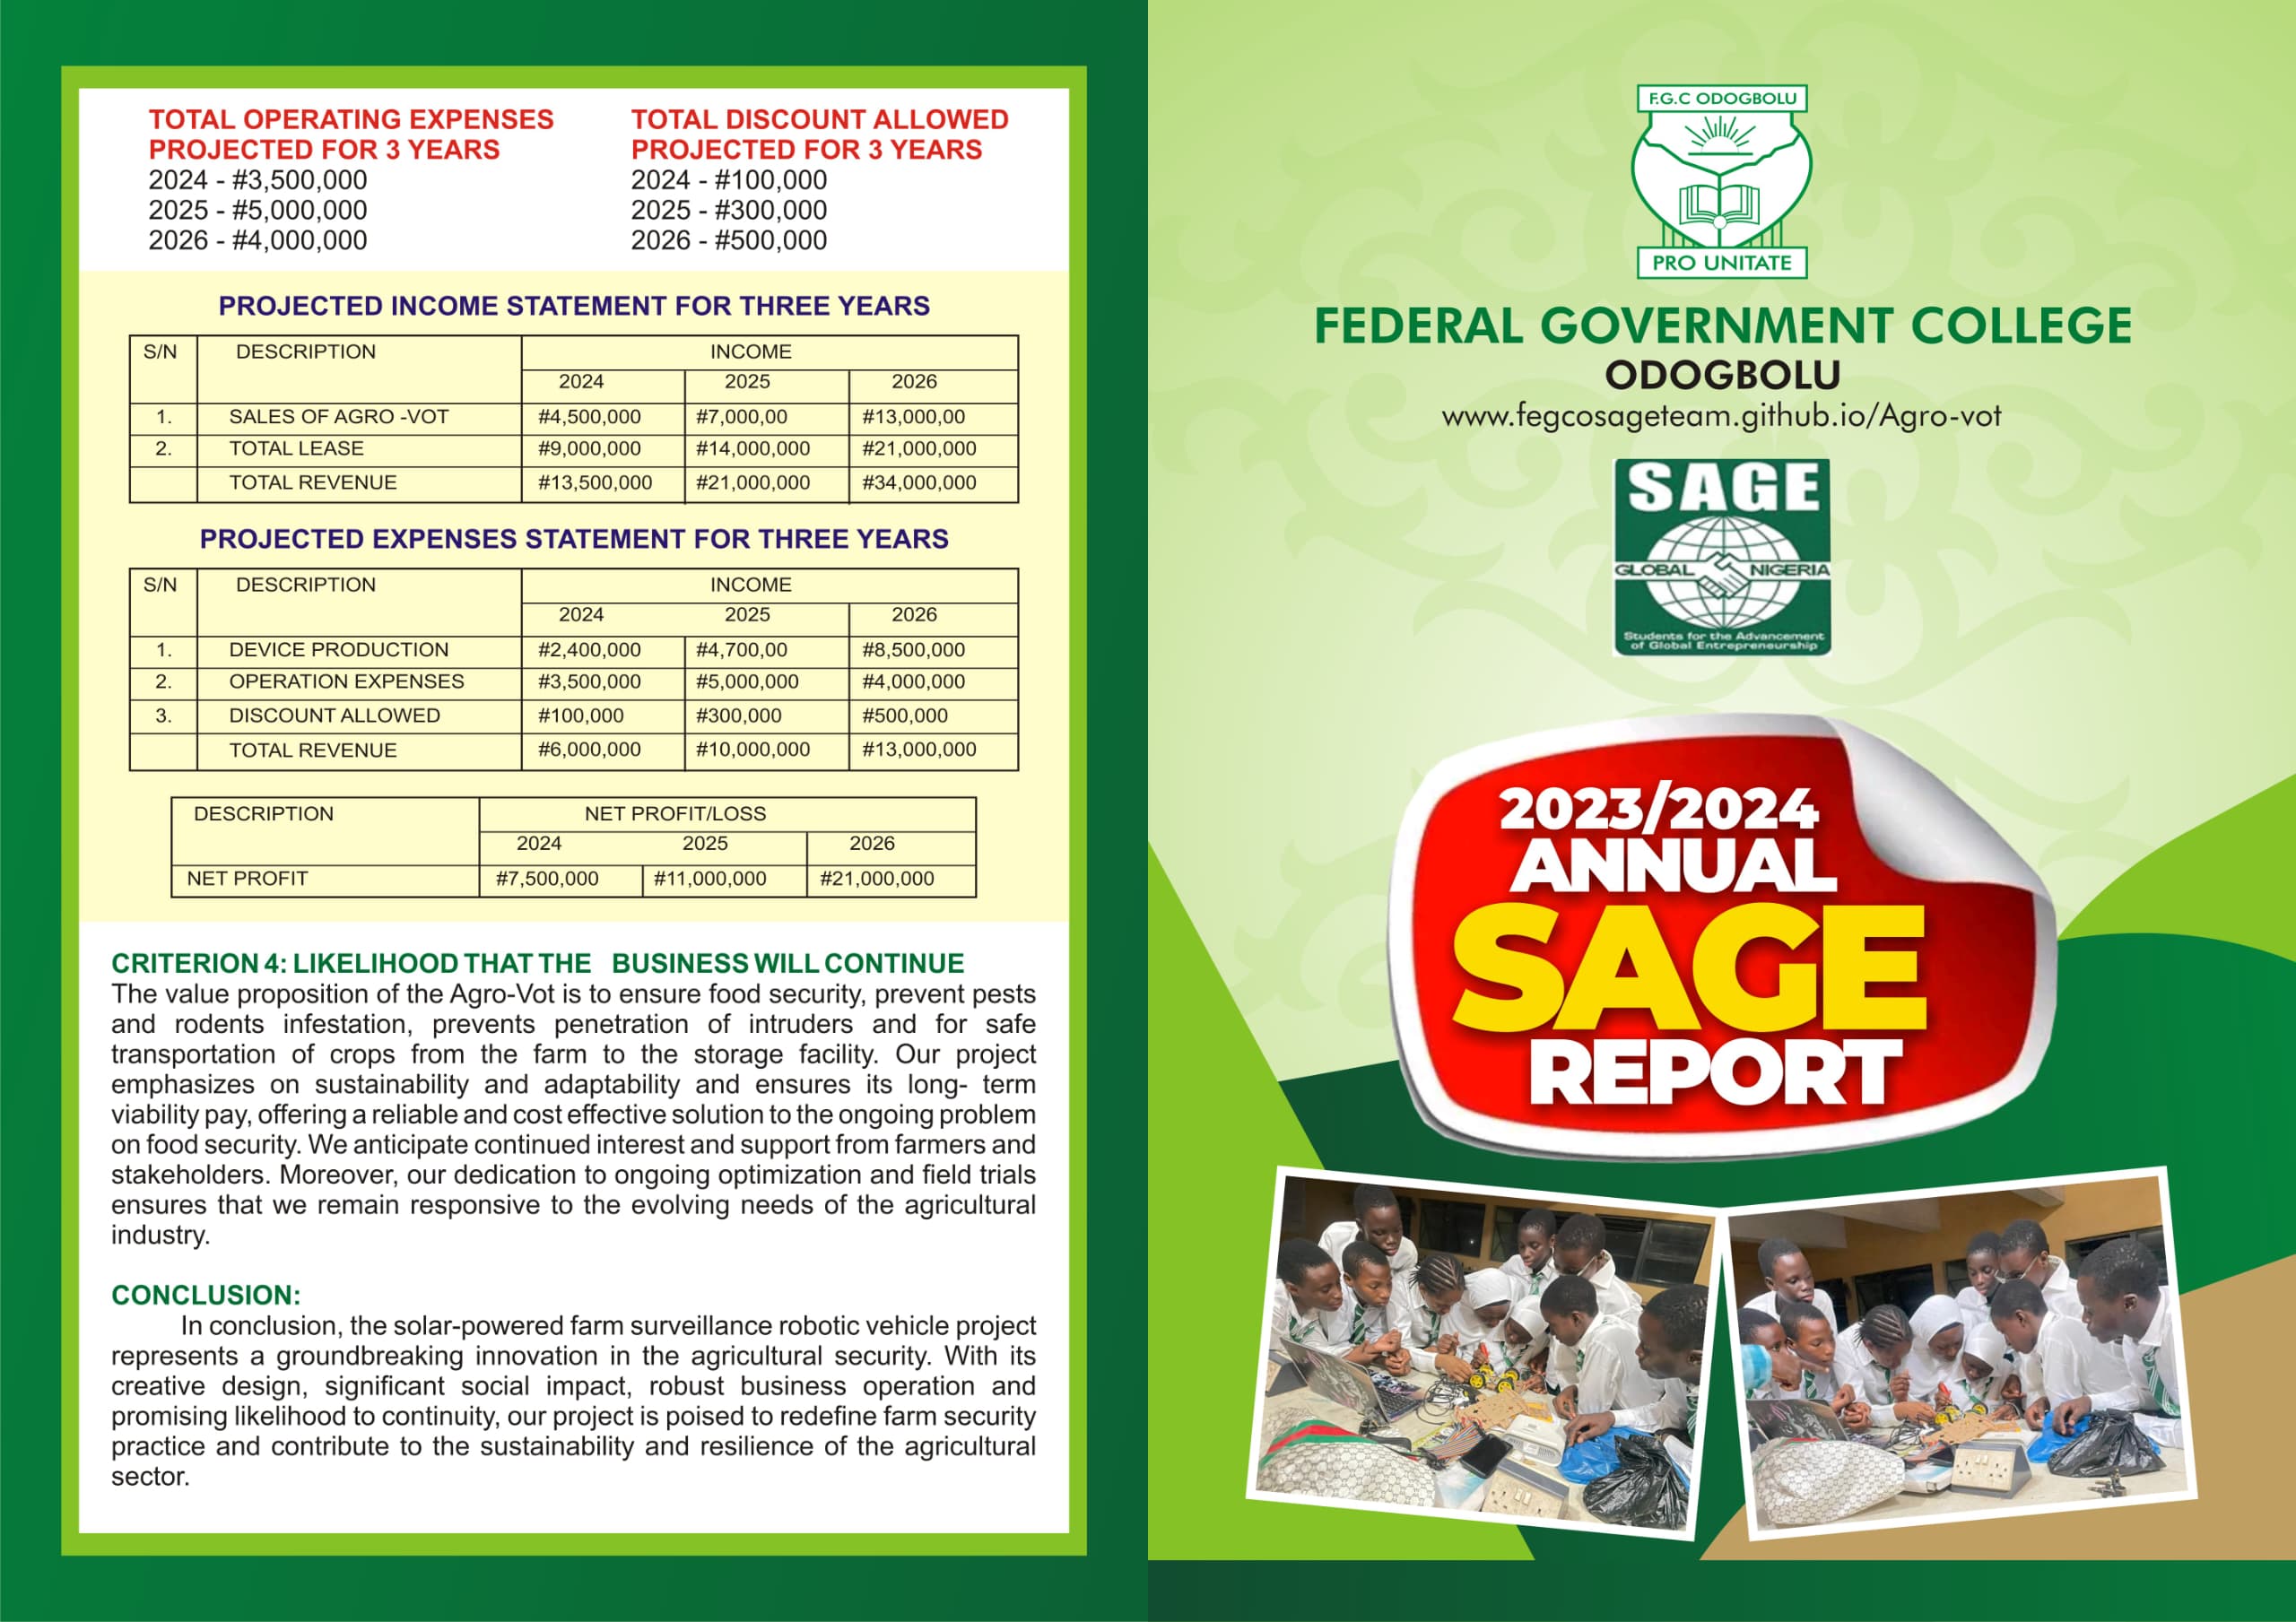 TOTAL OPERATING EXPENSES
PROJECTED FOR 3 YEARS
2024 - #3,500,000
2025 - #5,000,000
2026 - #4,000,000
TOTAL DISCOUNT ALLOWED
PROJECTED FOR 3 YEARS
2024 - #100,000
2025 - #300,000
2026 - #500,000
PROJECTED INCOME STATEMENT FOR THREE YEARS
S/N DESCRIPTION INCOME
2024 2025 2026
1. SALES OF AGRO -VOT #4,500,000 #7,000,00 #13,000,00
2. TOTAL LEASE #9,000,000 #14,000,000 #21,000,000
TOTAL REVENUE #13,500,000 #21,000,000 #34,000,000
PROJECTED EXPENSES STATEMENT FOR THREE YEARS
S/N DESCRIPTION INCOME
2024 2025 2026
1. DEVICE PRODUCTION #2,400,000 #4,700,00 #8,500,000
2. OPERATION EXPENSES #3,500,000 #5,000,000 #4,000,000
3. DISCOUNT ALLOWED #100,000 #300,000 #500,000
TOTAL REVENUE #6,000,000 #10,000,000 #13,000,000
DESCRIPTION NET PROFIT/LOSS
2024 2025 2026
NET PROFIT #7,500,000 #11,000,000 #21,000,000
CRITERION 4: LIKELIHOOD THAT THE BUSINESS WILL CONTINUE
The value proposition of the Agro-Vot is to ensure food security, prevent pests
and rodents infestation, prevents penetration of intruders and for safe
transportation of crops from the farm to the storage facility. Our project
emphasizes on sustainability and adaptability and ensures its long- term
viability pay, offering a reliable and cost effective solution to the ongoing problem
on food security. We anticipate continued interest and support from farmers and
stakeholders. Moreover, our dedication to ongoing optimization and field trials
ensures that we remain responsive to the evolving needs of the agricultural
industry.
CONCLUSION:
In conclusion, the solar-powered farm surveillance robotic vehicle project
represents a groundbreaking innovation in the agricultural security. With its
creative design, significant social impact, robust business operation and
promising likelihood to continuity, our project is poised to redefine farm security
practice and contribute to the sustainability and resilience of the agricultural
sector.
F.G.C ODOGBOLU
PRO UNITATE
FEDERAL GOVERNMENT COLLEGE
ODOGBOLU
www.fegcosageteam.github.io/Agro-vot
SAGE
GLOBAL NIGERIA
Students for the Advancement
of Global Entrepreneurship
2023/2024
ANNUAL
SAGE
REPORT